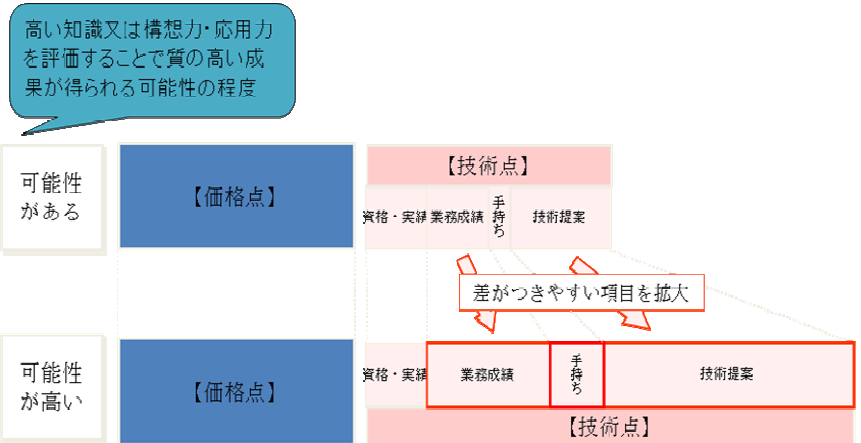 高い知識又は構想力・応用力
を評価することで質の高い成
果が得られる可能性の程度
可能性
がある
【価格点】
【技術点】
資格・実績
業務成績
手持ち
技術提案
差がつきやすい項目を拡大
可能性
が高い
【価格点】
資格・実績
業務成績
手持ち
技術提案
【技術点】